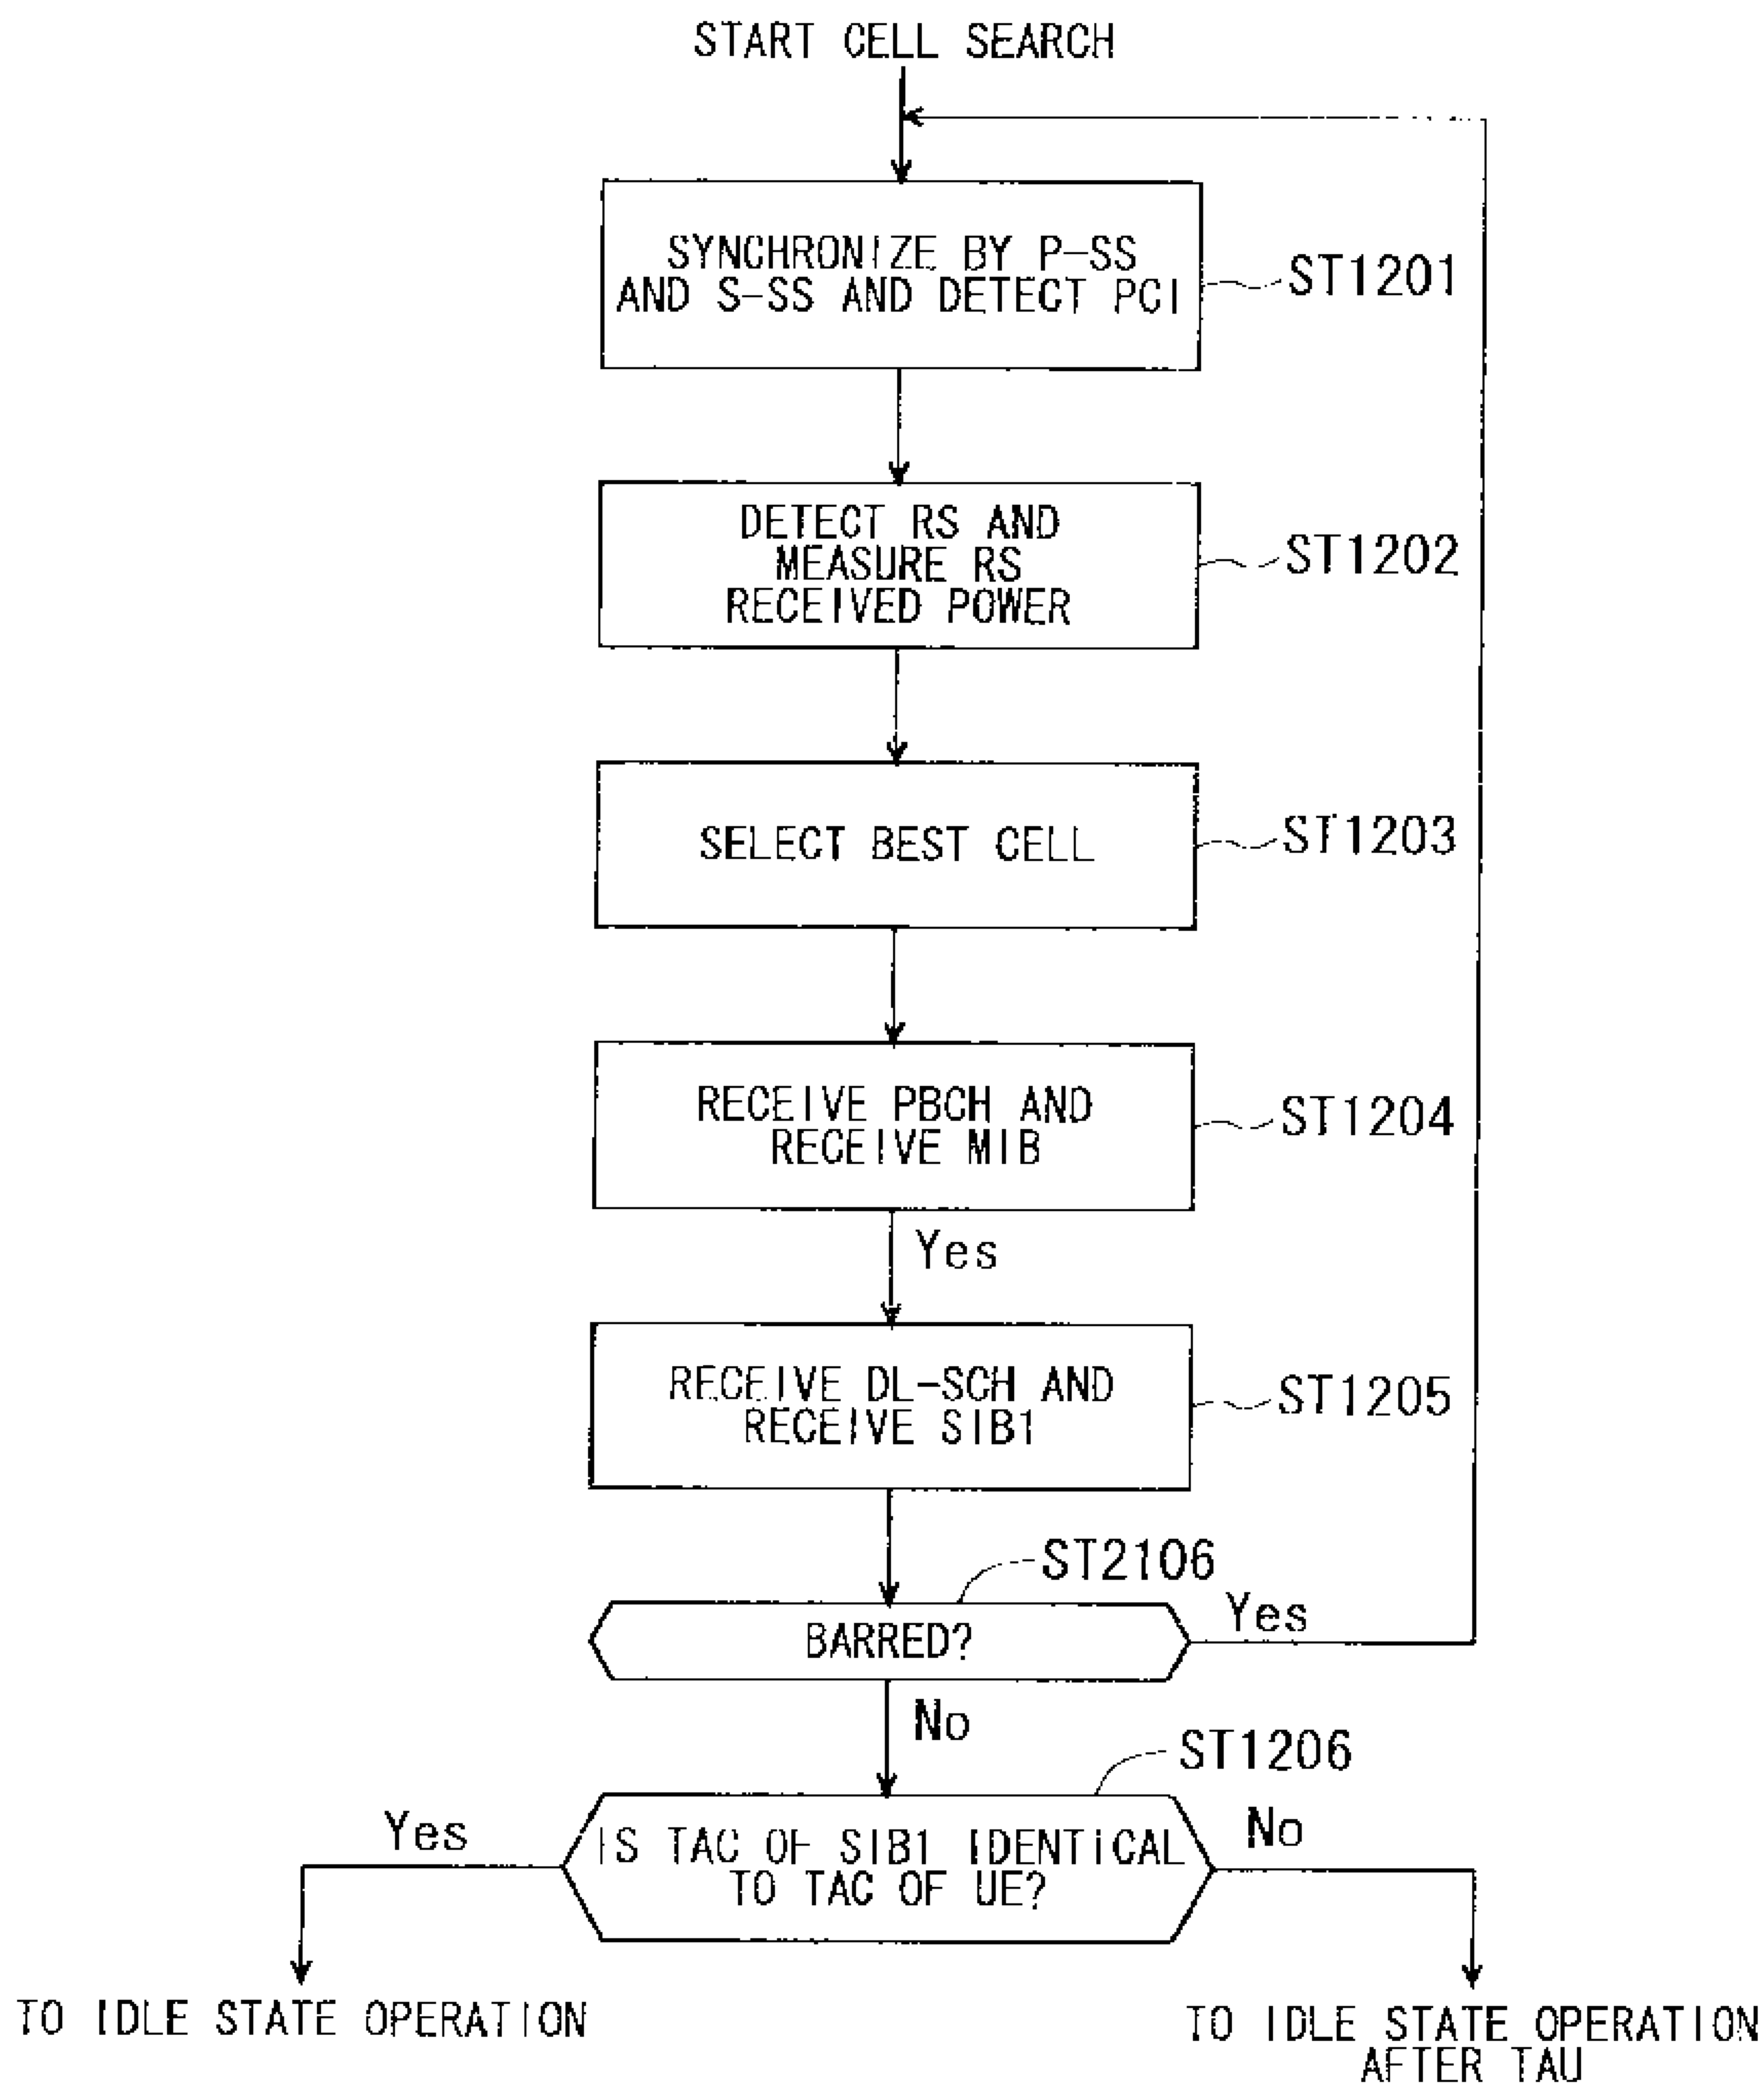 START CELL SEARCH
SYNCHRONIZE BY P-SS
AND S-SS AND DETECT PCI
ST1201
DETECT RS AND
MEASURE RS
RECEIVED POWER
ST1202
SELECT BEST CELL
ST1203
RECEIVE PBCH AND
RECEIVE MIB
ST1204
Yes
RECEIVE DL-SCH AND
RECEIVE SIB1
ST1205
ST2106
BARRED?
Yes
No
ST1206
Yes
IS TAC OF SIB1 IDENTICAL
TO TAC OF UE?
No
TO IDLE STATE OPERATION
TO IDLE STATE OPERATION
AFTER TAU